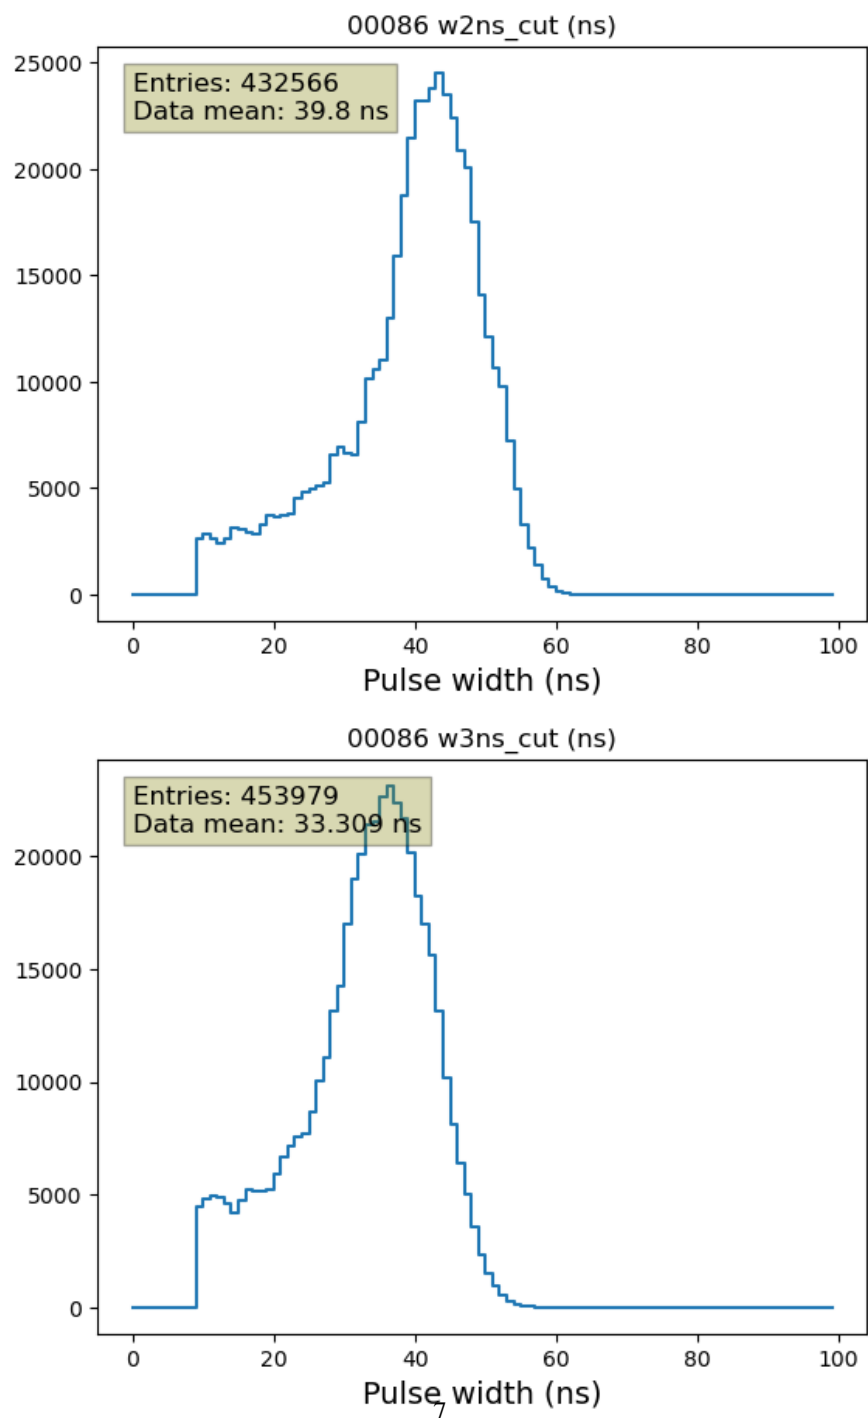 00086 w2ns_cut (ns)
Entries: 432566
Data mean: 39.8 ns
25000
20000
15000
10000
5000
0
0 20 40 60 80 100
Pulse width (ns)
00086 w3ns_cut (ns)
Entries: 453979
Data mean: 33.309 ns
20000
15000
10000
5000
0
0 20 40 60 80 100
Pulse width (ns)
7